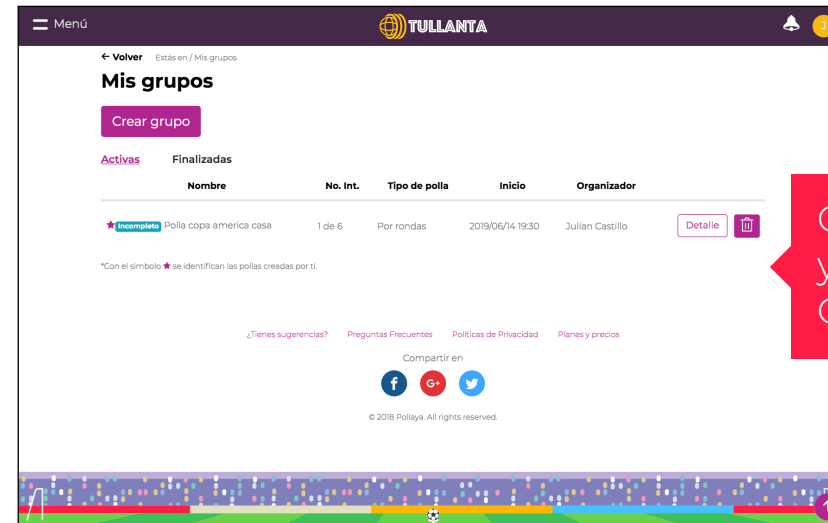 Menú
TULLANTA
J
← Volver Estás en / Mis grupos
Mis grupos
Crear grupo
Activas Finalizadas
Nombre No. Int. Tipo de polla Inicio Organizador
★ Incompleto Polla copa america casa 1 de 6 Por rondas 2019/06/14 19:30 Julian Castillo Detalle
*Con el simbolo ★ se identifican las pollas creadas por ti.
¿Tienes sugerencias? Preguntas Frecuentes Políticas de Privacidad Planes y precios
Compartir en
f G+
© 2018 Pollaya. All rights reserved.